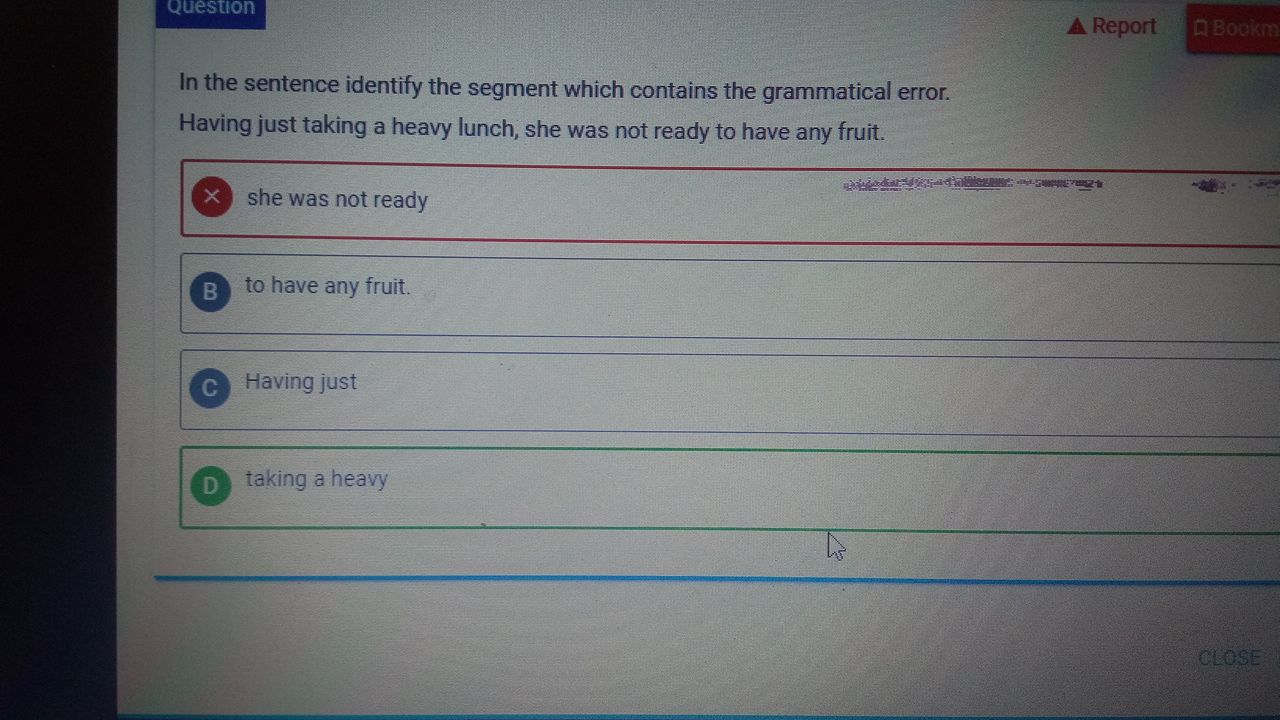 Question
Report
Bookm
In the sentence identify the segment which contains the grammatical error.
Having just taking a heavy lunch, she was not ready to have any fruit.
she was not ready
B
to have any fruit.
C
Having just
D
taking a heavy
CLOSE